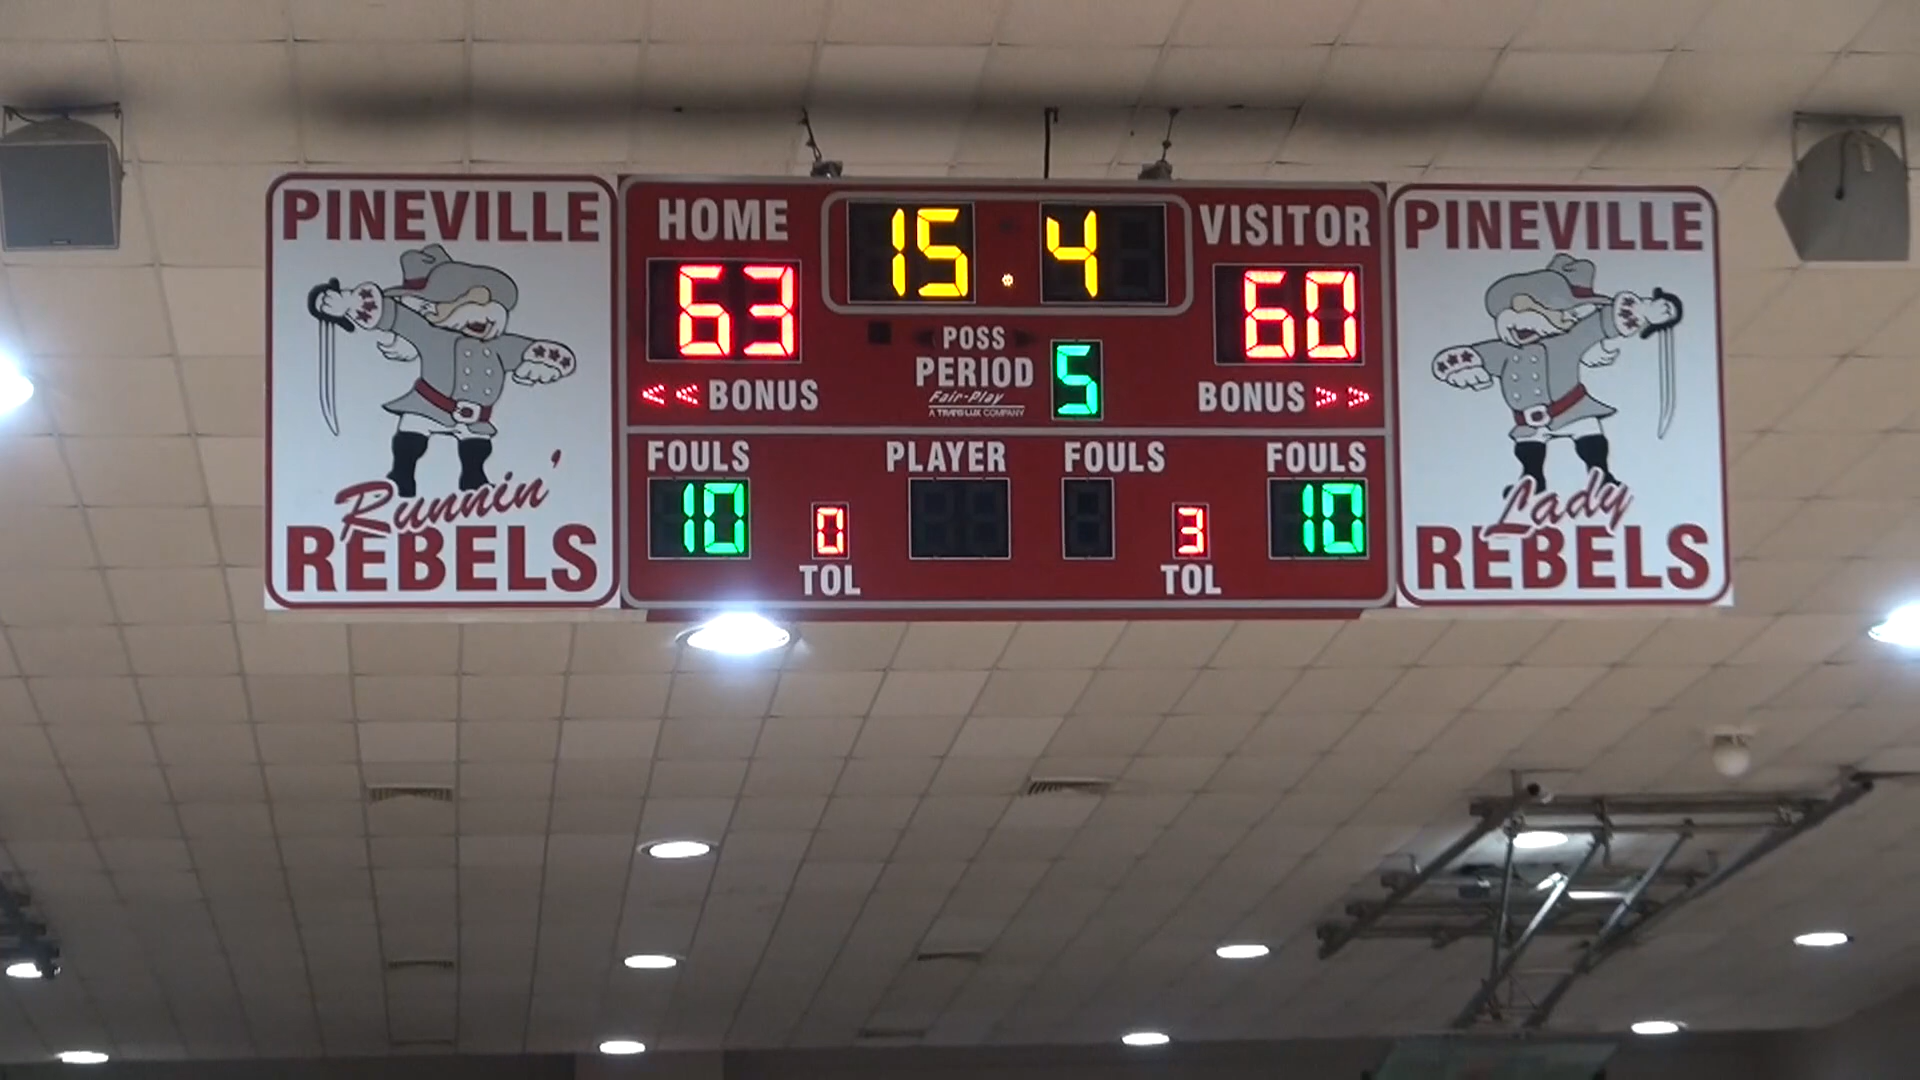 PINEVILLE
Runnin'
REBELS
HOME 15.4 VISITOR
63 60
POSS
PERIOD 5
Fair-Play
A TRANS-LUX COMPANY
<< BONUS BONUS >>
FOULS PLAYER FOULS FOULS
10 0 3 10
TOL TOL
PINEVILLE
Lady
REBELS